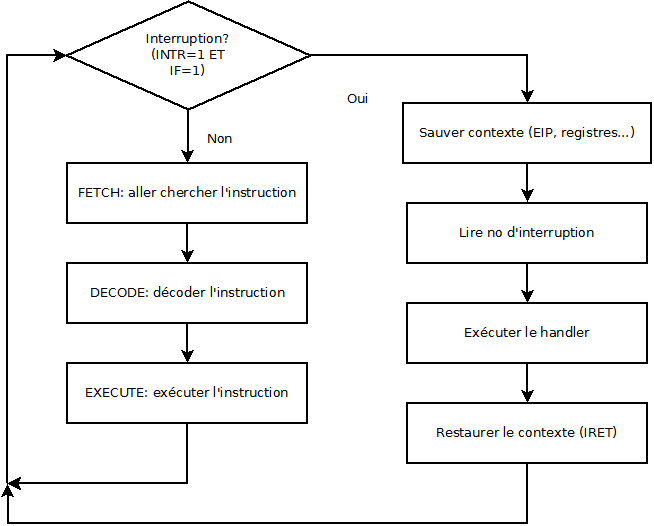 Interruption?
(INTR=1 ET
IF=1)
Oui
Non
Sauver contexte (EIP, registres...)
FETCH: aller chercher l'instruction
Lire no d'interruption
DECODE: décoder l'instruction
Exécuter le handler
EXECUTE: exécuter l'instruction
Restaurer le contexte (IRET)